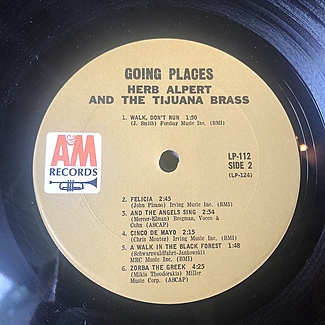 GOING PLACES
HERB ALPERT
AND THE TIJUANA BRASS
1. WALK, DON'T RUN 1:50
(J. Smith) Forshay Music Inc. (BMI)
A&M
RECORDS
LP-112
SIDE 2
(LP-124)
2. FELICIA 2:45
(John Pisano) Irving Music Inc. (BMI)
3. AND THE ANGELS SING 2:34
(Mercer-Elman) Bregman, Vocco &
Cohn (ASCAP)
4. CINCO DE MAYO 2:15
(Chris Montez) Irving Music Inc. (BMI)
5. A WALK IN THE BLACK FOREST 1:48
(Schwarzwaldfahrt-Jankowski)
MRC Music Inc. (BMI)
6. ZORBA THE GREEK 4:25
(Mikis Theodorakis) Miller
Music Corp. (ASCAP)